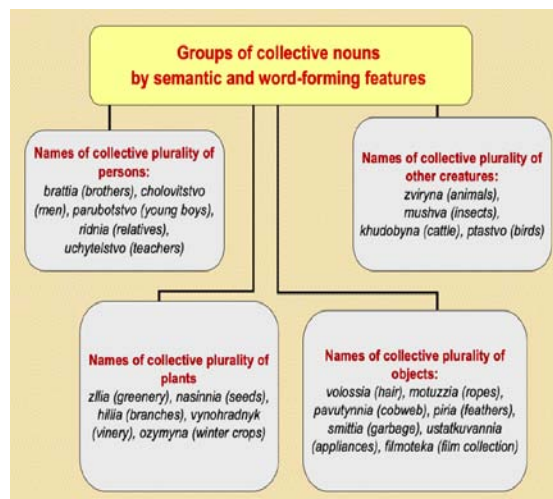 Groups of collective nouns
by semantic and word-forming features
Names of collective plurality of
persons:
brattia (brothers), cholovitstvo
(men), parubotstvo (young boys),
ridnia (relatives),
uchytelstvo (teachers)
Names of collective plurality of
other creatures:
zviryna (animals),
mushva (insects),
khudobyna (cattle), ptastvo (birds)
Names of collective plurality of
plants
zllia (greenery), nasinnia (seeds),
hillia (branches), vynohradnyk
(vinery), ozymyna (winter crops)
Names of collective plurality of
objects:
volossia (hair), motuzzia (ropes),
pavutynnia (cobweb), piria (feathers),
smittia (garbage), ustatkuvannia
(appliances), filmoteka (film collection)